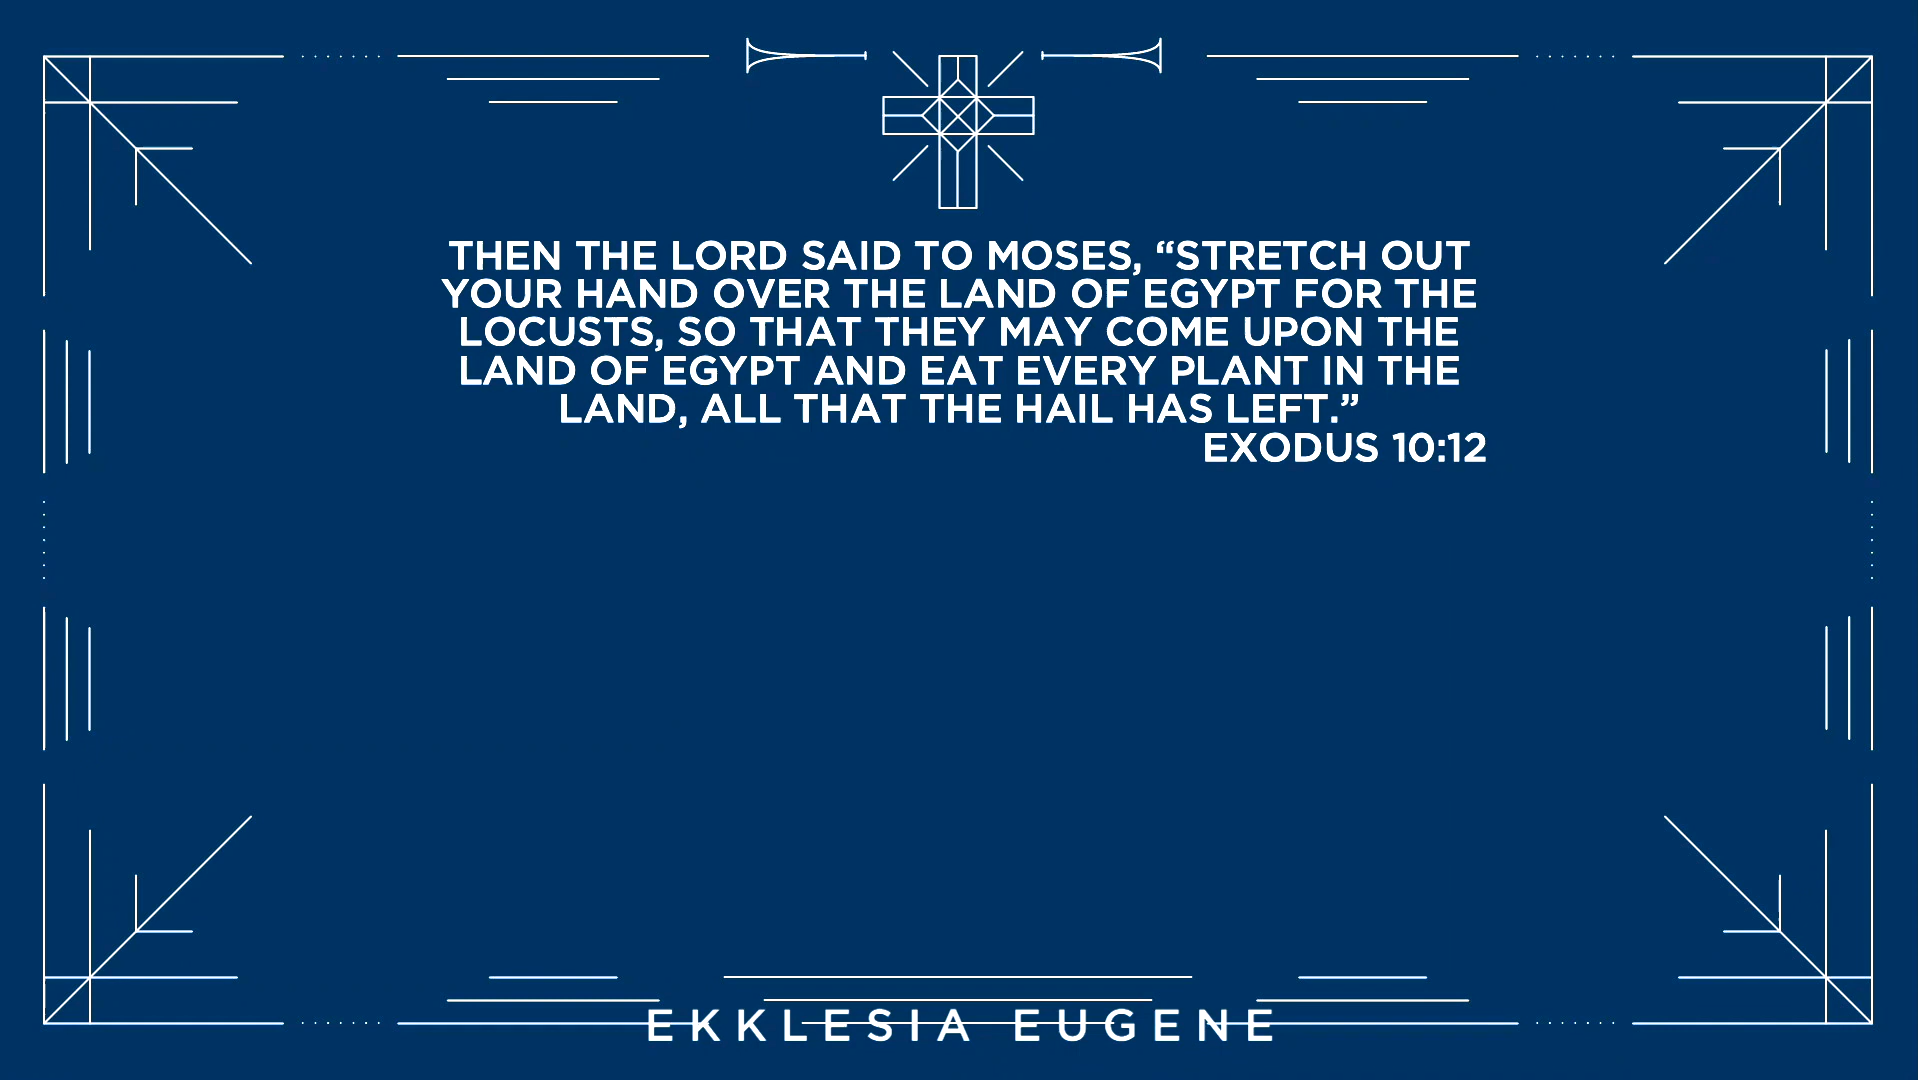 THEN THE LORD SAID TO MOSES, “STRETCH OUT
YOUR HAND OVER THE LAND OF EGYPT FOR THE
LOCUSTS, SO THAT THEY MAY COME UPON THE
LAND OF EGYPT AND EAT EVERY PLANT IN THE
LAND, ALL THAT THE HAIL HAS LEFT.”
EXODUS 10:12
EKKLESIA EUGENE